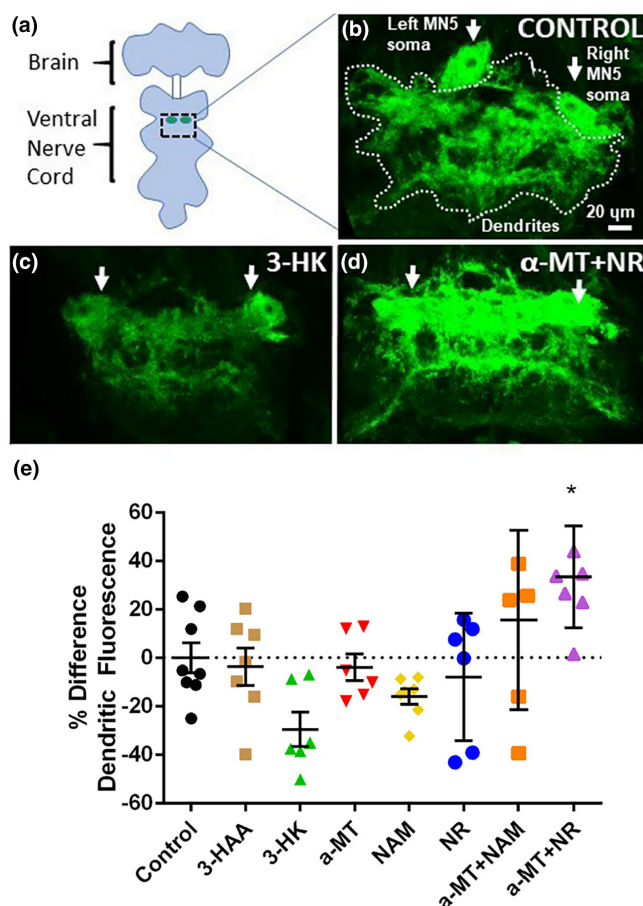 (a)
Brain
Ventral
Nerve
Cord
(b)
Left MN5
soma
CONTROL
Right
MN5
soma
Dendrites
20 µm
(c)
3-HK
(d)
α-MT+NR
(e)
% Difference
Dendritic Fluorescence
60
40
20
0
-20
-40
-60
*
Control
3-HAA
3-HK
a-MT
NAM
NR
a-MT+NAM
a-MT+NR